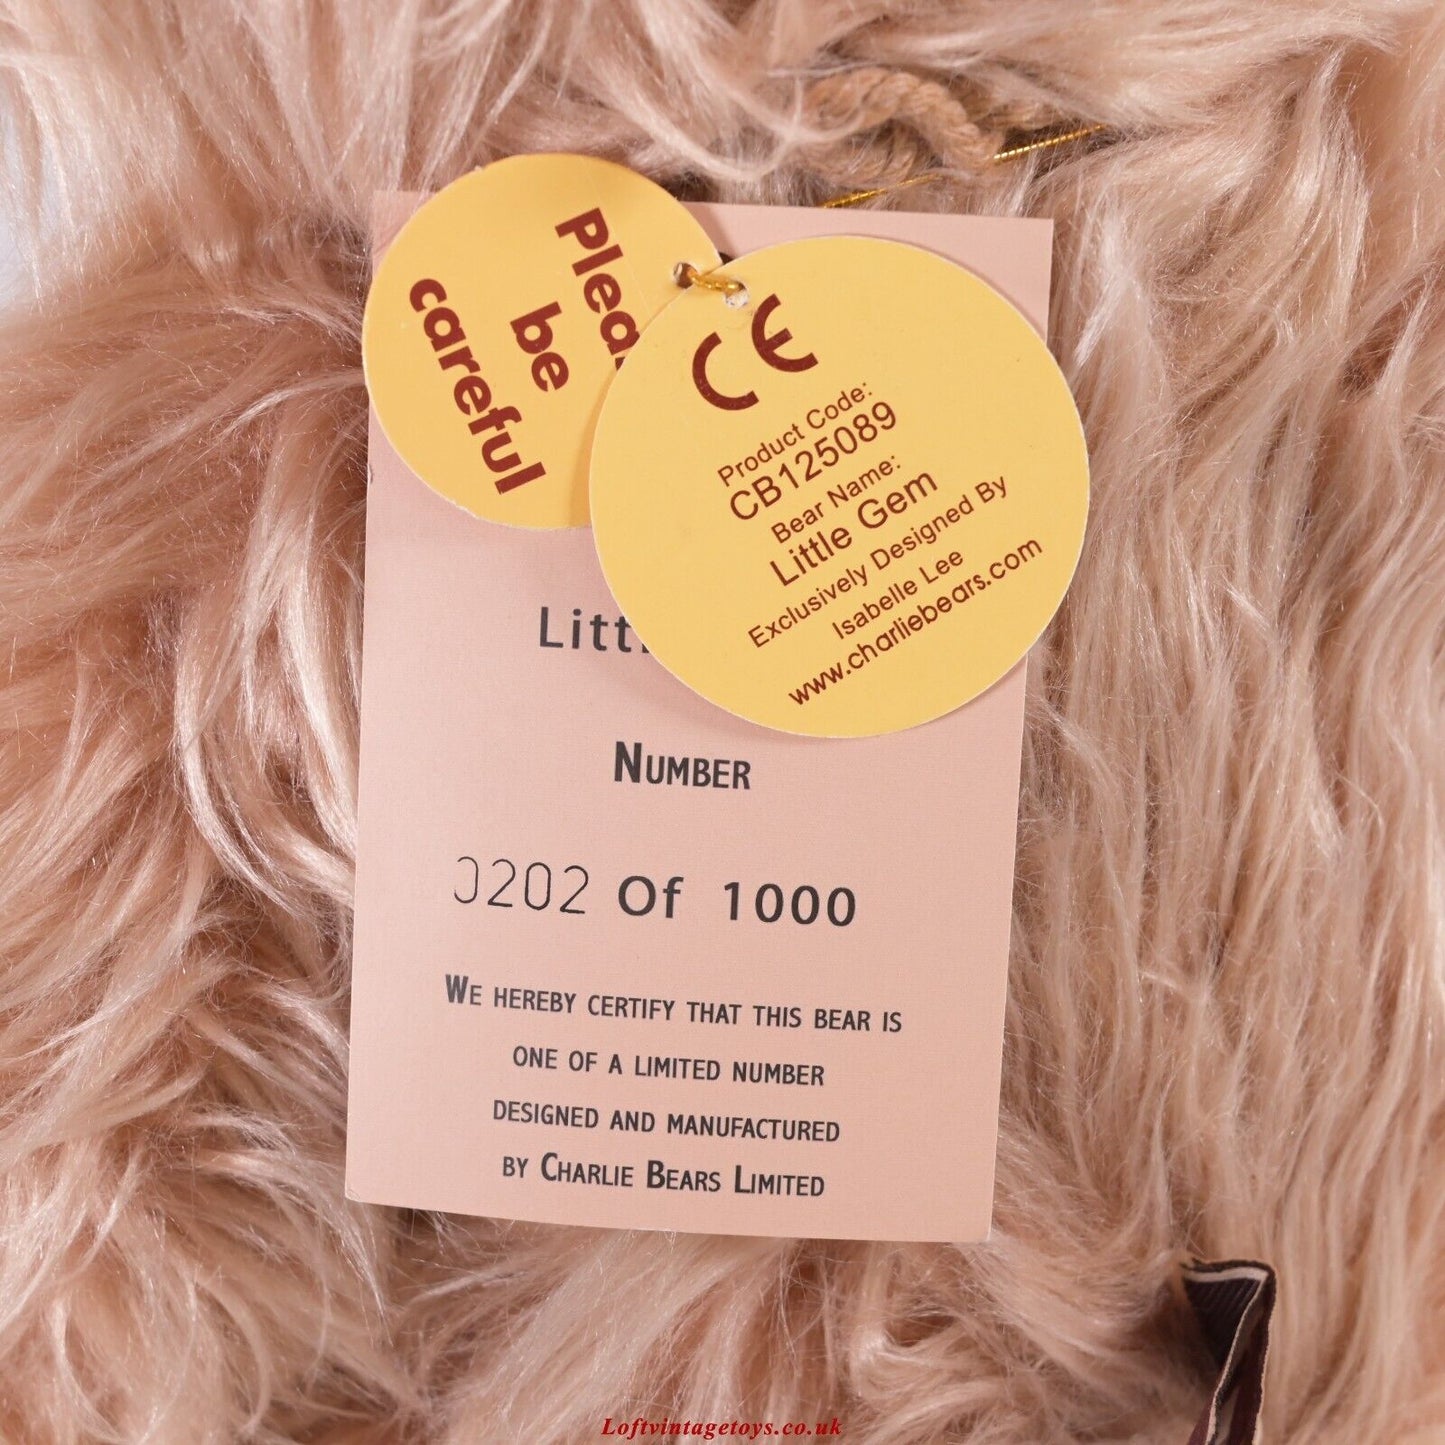 Please
be
careful
CE
Product Code:
CB125089
Bear Name:
Little Gem
Exclusively Designed By
Isabelle Lee
www.charliebears.com
NUMBER
0202 Of 1000
WE HEREBY CERTIFY THAT THIS BEAR IS
ONE OF A LIMITED NUMBER
DESIGNED AND MANUFACTURED
BY CHARLIE BEARS LIMITED
Loftvintagetoys.co.uk